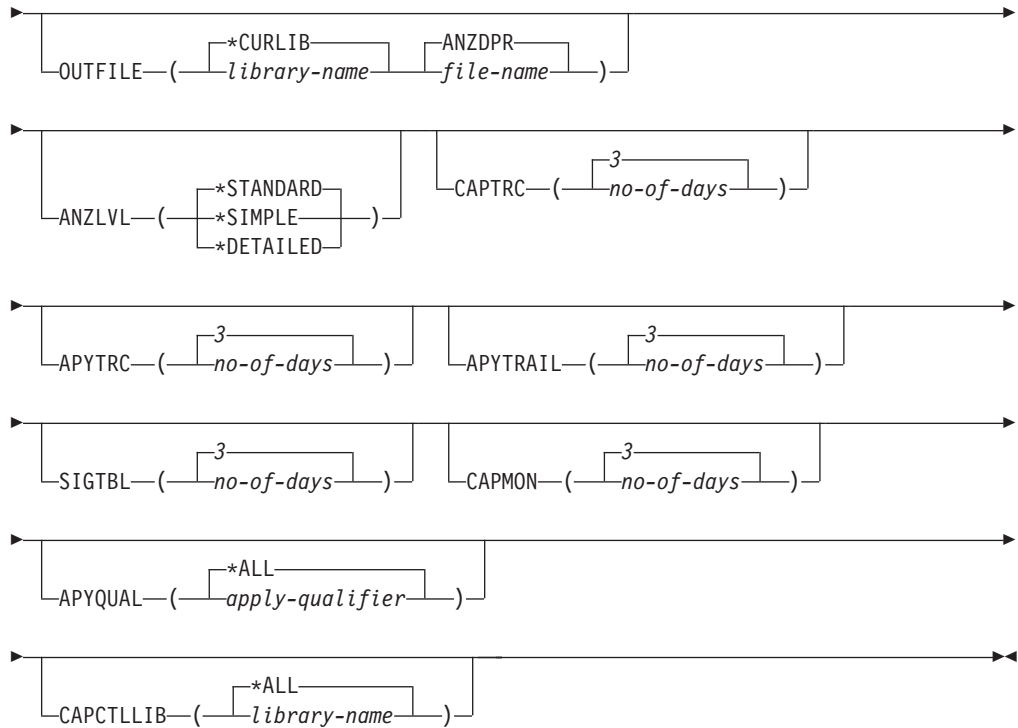 *CURLIB ANZDPR
OUTFILE ( library-name file-name )
*STANDARD 3
ANZLVL ( *SIMPLE ) CAPTRC ( no-of-days )
*DETAILED
3 3
APYTRC ( no-of-days ) APYTRAIL ( no-of-days )
3 3
SIGTBL ( no-of-days ) CAPMON ( no-of-days )
*ALL
APYQUAL ( apply-qualifier )
*ALL
CAPCTLLIB ( library-name )